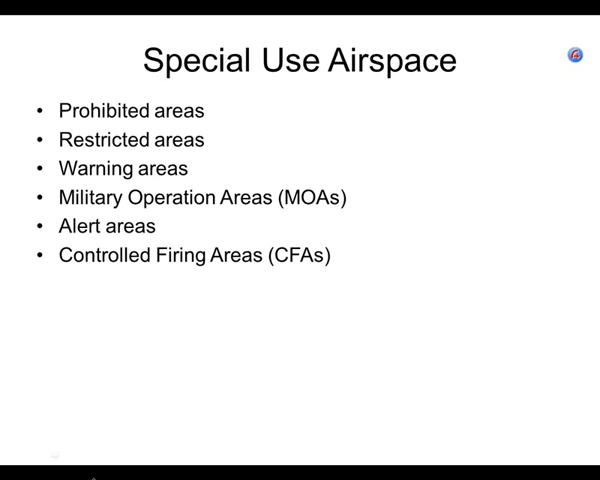 Special Use Airspace
• Prohibited areas
• Restricted areas
• Warning areas
• Military Operation Areas (MOAs)
• Alert areas
• Controlled Firing Areas (CFAs)